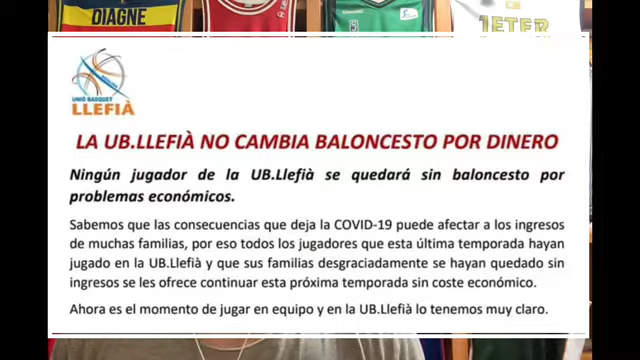 DIAGNE
JETER
UNIÓ BASQUET
LLEFIÀ
LA UB.LLEFIÀ NO CAMBIA BALONCESTO POR DINERO
Ningún jugador de la UB.Llefià se quedará sin baloncesto por
problemas económicos.
Sabemos que las consecuencias que deja la COVID-19 puede afectar a los ingresos
de muchas familias, por eso todos los jugadores que esta última temporada hayan
jugado en la UB.Llefià y que sus familias desgraciadamente se hayan quedado sin
ingresos se les ofrece continuar esta próxima temporada sin coste económico.
Ahora es el momento de jugar en equipo y en la UB.Llefià lo tenemos muy claro.